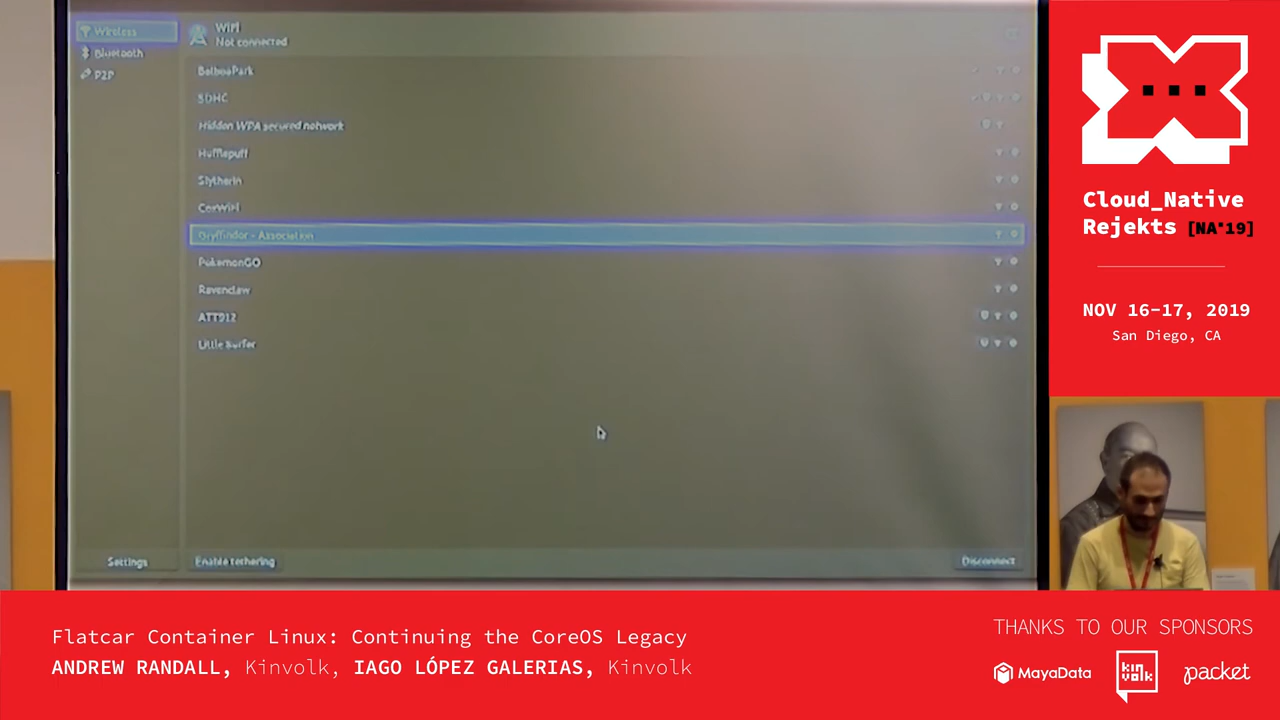 Wireless
Bluetooth
P2P
WiFi
Not connected
BalboaPark
SDHC
Hidden WPA secured network
Hufflepuff
Slytherin
CoxWiFi
Gryffindor - Association
PokemonGO
Ravenclaw
ATT912
Little Surfer
Settings
Enable tethering
Disconnect
Cloud_Native
Rejekts [NA'19]
NOV 16-17, 2019
San Diego, CA
Flatcar Container Linux: Continuing the CoreOS Legacy
ANDREW RANDALL, Kinvolk, IAGO LÓPEZ GALERIAS, Kinvolk
THANKS TO OUR SPONSORS
MayaData
kinvolk
packet